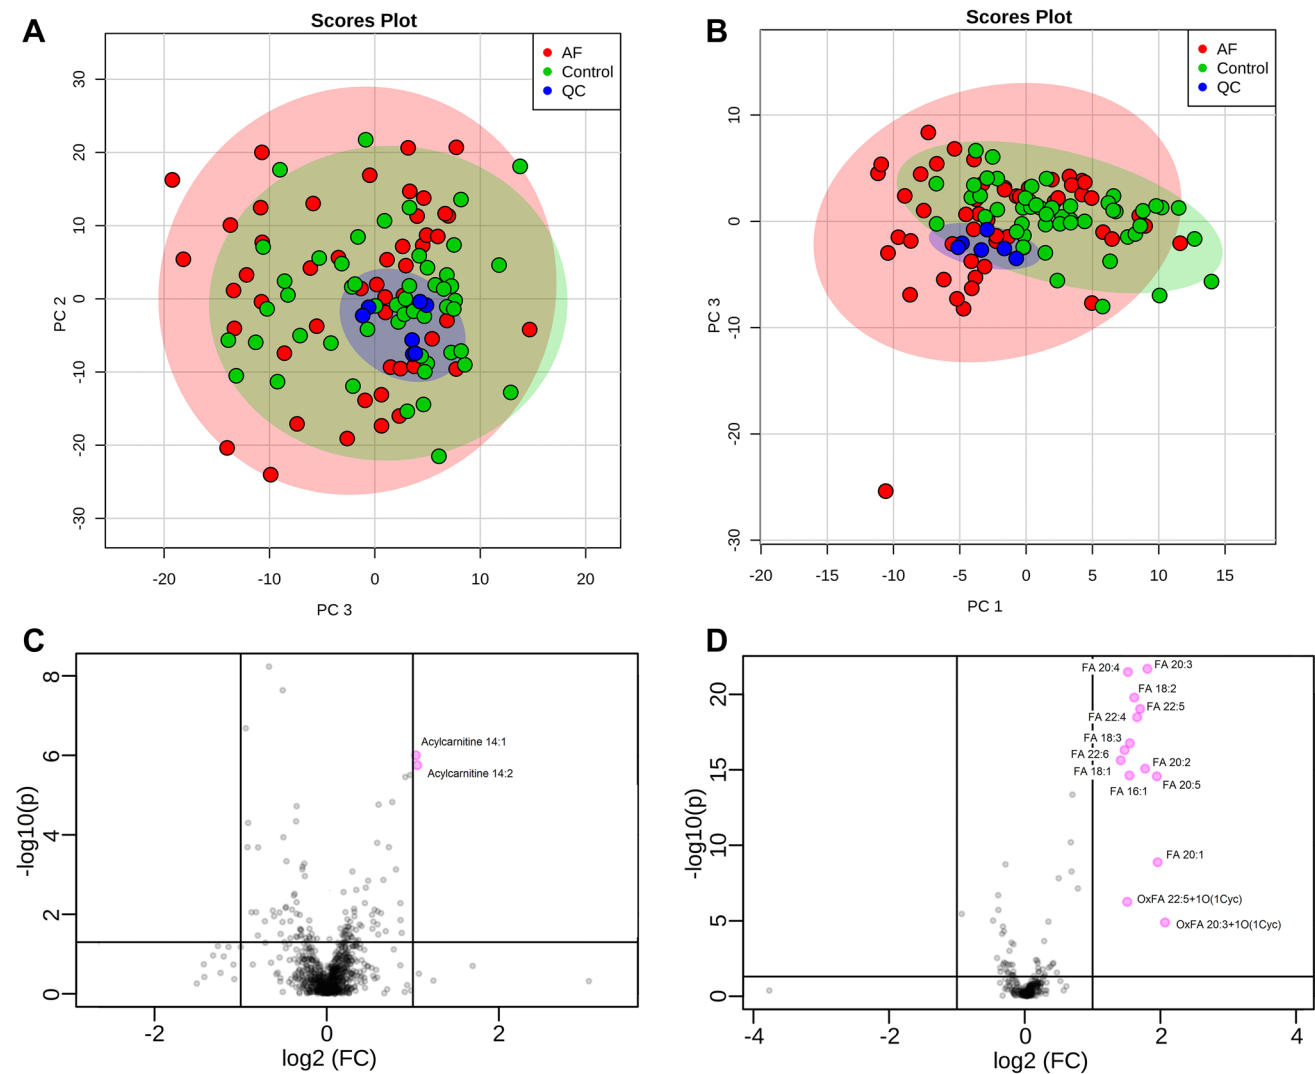 A
Scores Plot
AF
Control
QC
30
20
10
0
-10
-20
-30
PC 2
-20
-10
0
10
20
PC 3
B
Scores Plot
AF
Control
QC
10
0
-10
-20
-30
PC 3
-20
-15
-10
-5
0
5
10
15
PC 1
C
8
6
4
2
0
-log10(p)
Acylcarnitine 14:1
Acylcarnitine 14:2
-2
0
2
log2 (FC)
D
20
15
10
5
0
-log10(p)
FA 20:4
FA 20:3
FA 18:2
FA 22:5
FA 22:4
FA 18:3
FA 22:6
FA 20:2
FA 18:1
FA 20:5
FA 16:1
FA 20:1
OxFA 22:5+1O(1Cyc)
OxFA 20:3+1O(1Cyc)
-4
-2
0
2
4
log2 (FC)